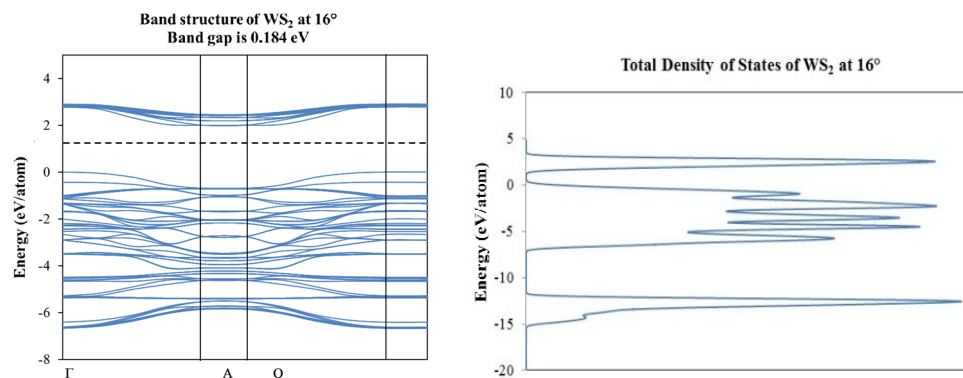 Band structure of WS₂ at 16°
Band gap is 0.184 eV
Energy (eV/atom)
4
2
0
-2
-4
-6
-8
Γ A Q
Total Density of States of WS₂ at 16°
Energy (eV/atom)
10
5
0
-5
-10
-15
-20